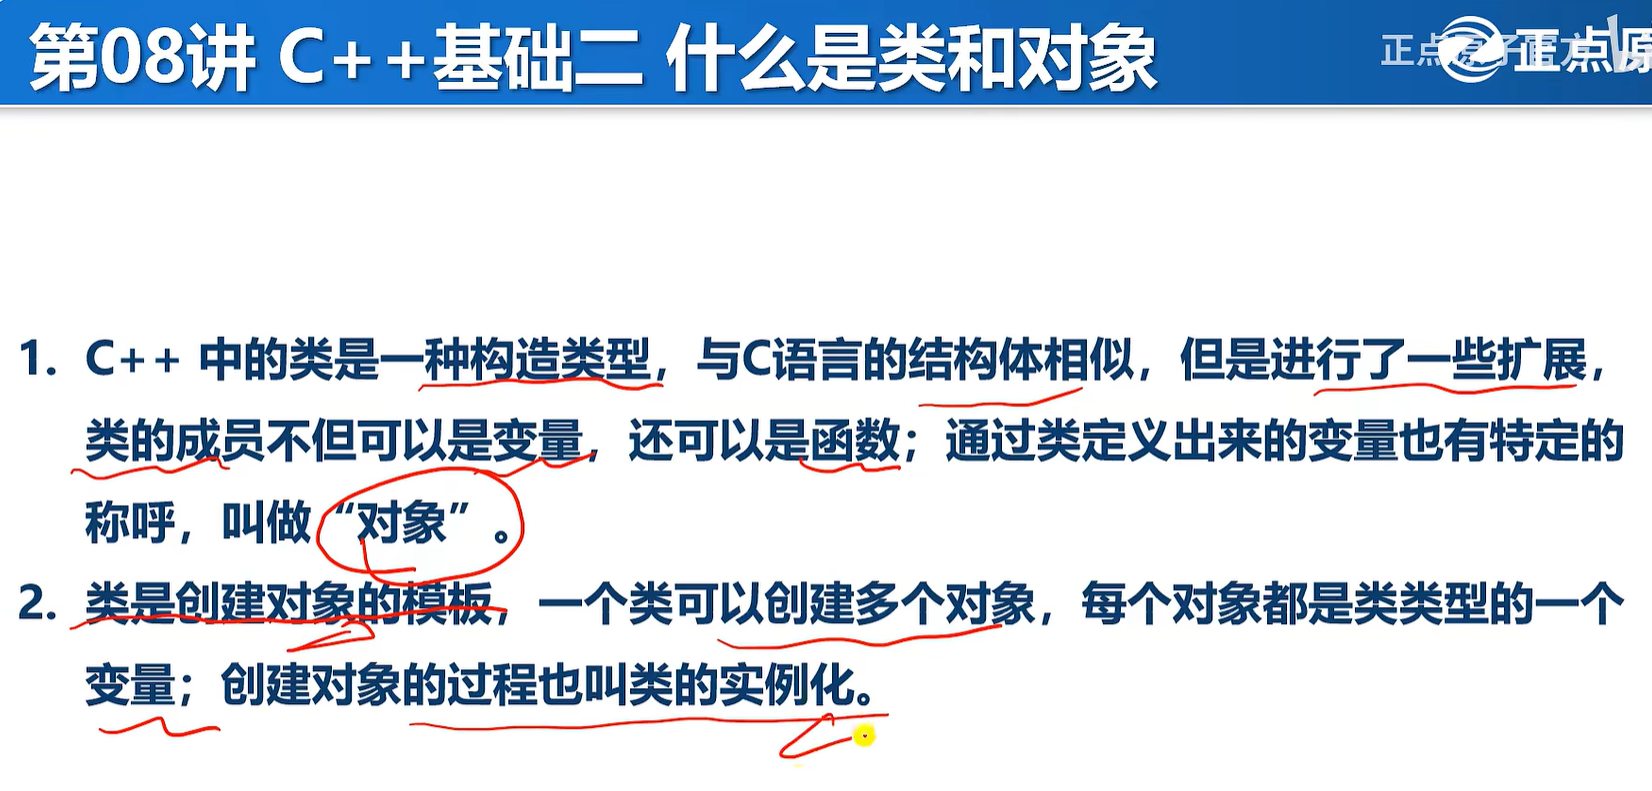 第08讲 C++基础二 什么是类和对象
正点原子官方
正点原
1. C++ 中的类是一种构造类型，与C语言的结构体相似，但是进行了一些扩展，
类的成员不但可以是变量，还可以是函数；通过类定义出来的变量也有特定的
称呼，叫做“对象”。
2. 类是创建对象的模板，一个类可以创建多个对象，每个对象都是类类型的一个
变量；创建对象的过程也叫类的实例化。